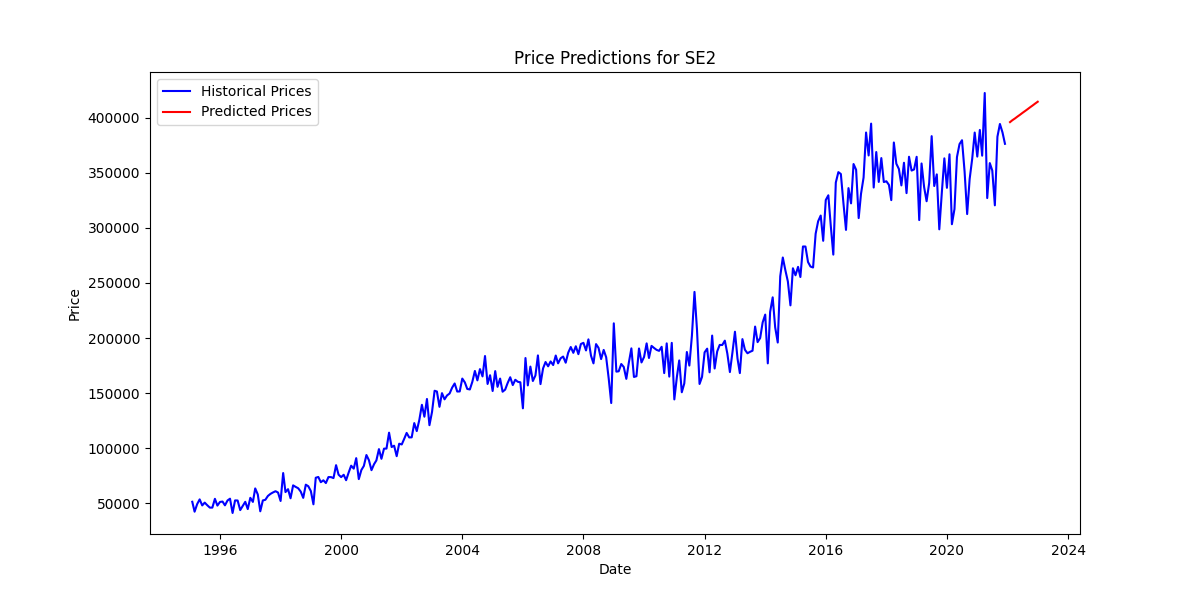 Price Predictions for SE2
Historical Prices
Predicted Prices
400000
350000
300000
250000
200000
150000
100000
50000
Price
1996 2000 2004 2008 2012 2016 2020 2024
Date